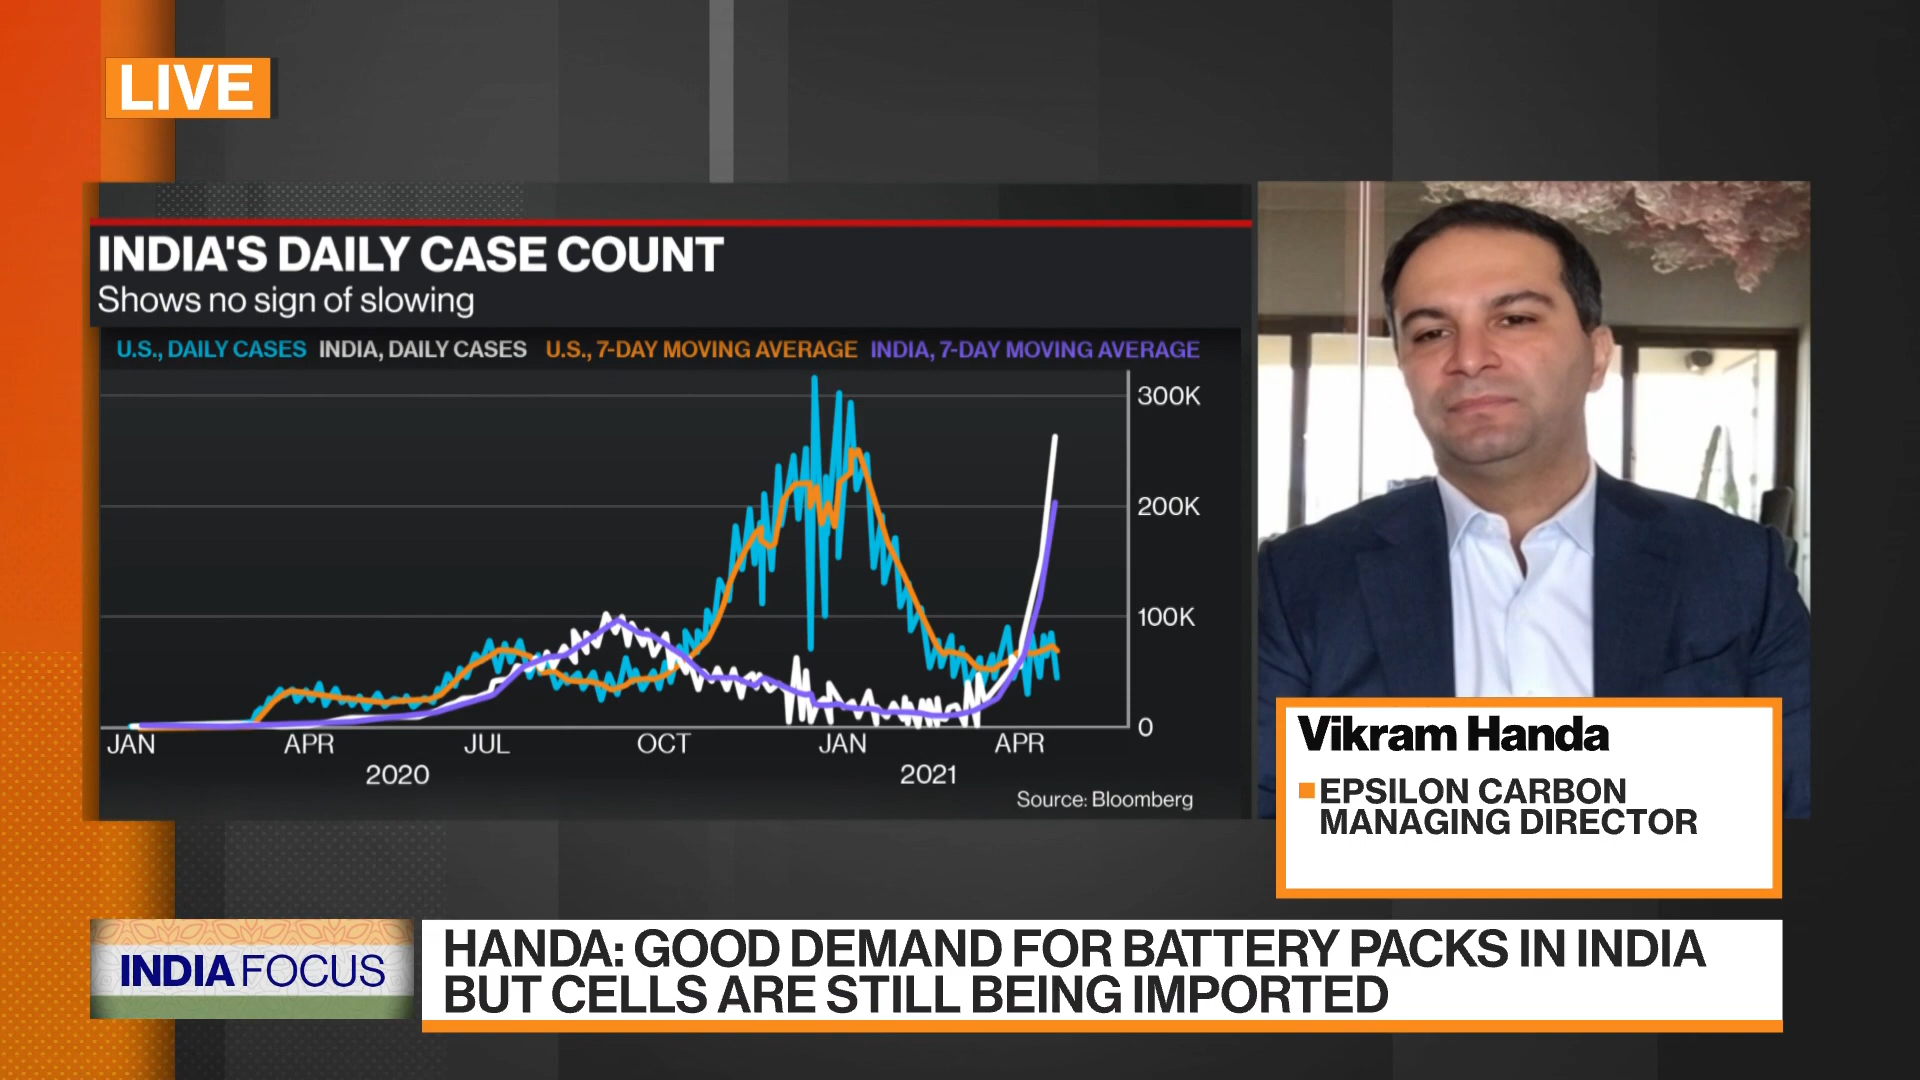 LIVE
INDIA'S DAILY CASE COUNT
Shows no sign of slowing
U.S., DAILY CASES INDIA, DAILY CASES U.S., 7-DAY MOVING AVERAGE INDIA, 7-DAY MOVING AVERAGE
300K
200K
100K
0
JAN APR JUL OCT JAN APR
2020 2021
Source: Bloomberg
Vikram Handa
EPSILON CARBON
MANAGING DIRECTOR
INDIA FOCUS
HANDA: GOOD DEMAND FOR BATTERY PACKS IN INDIA
BUT CELLS ARE STILL BEING IMPORTED